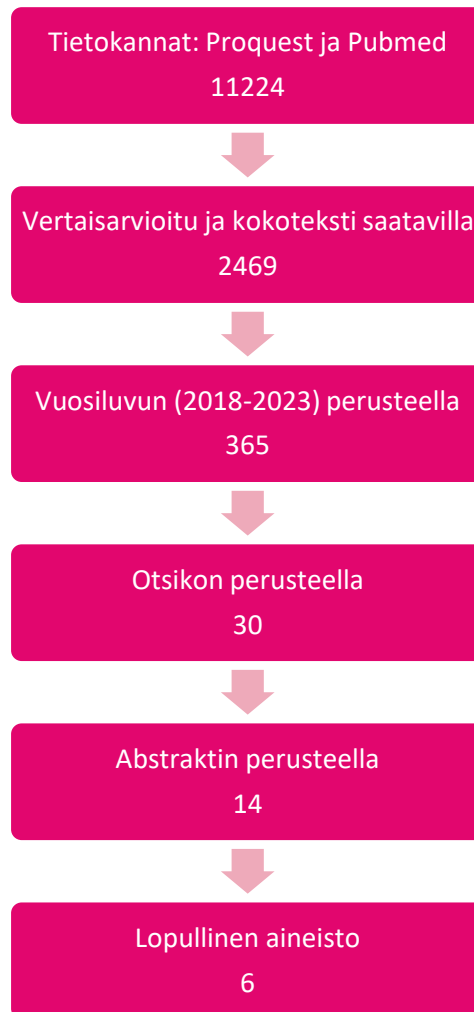 Tietokannat: Proquest ja Pubmed
11224
Vertaisarvioitu ja kokoteksti saatavilla
2469
Vuosiluvun (2018-2023) perusteella
365
Otsikon perusteella
30
Abstraktin perusteella
14
Lopullinen aineisto
6